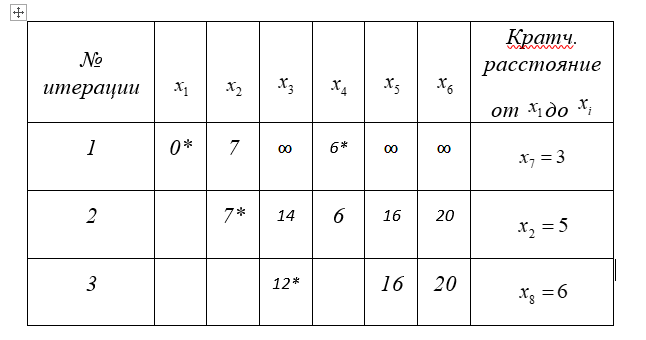 № итерации x₁ x₂ x₃ x₄ x₅ x₆ Кратч. расстояние от x₁ до xᵢ
1 0* 7 ∞ 6* ∞ ∞ x₇ = 3
2 7* 14 6 16 20 x₂ = 5
3 12* 16 20 x₈ = 6